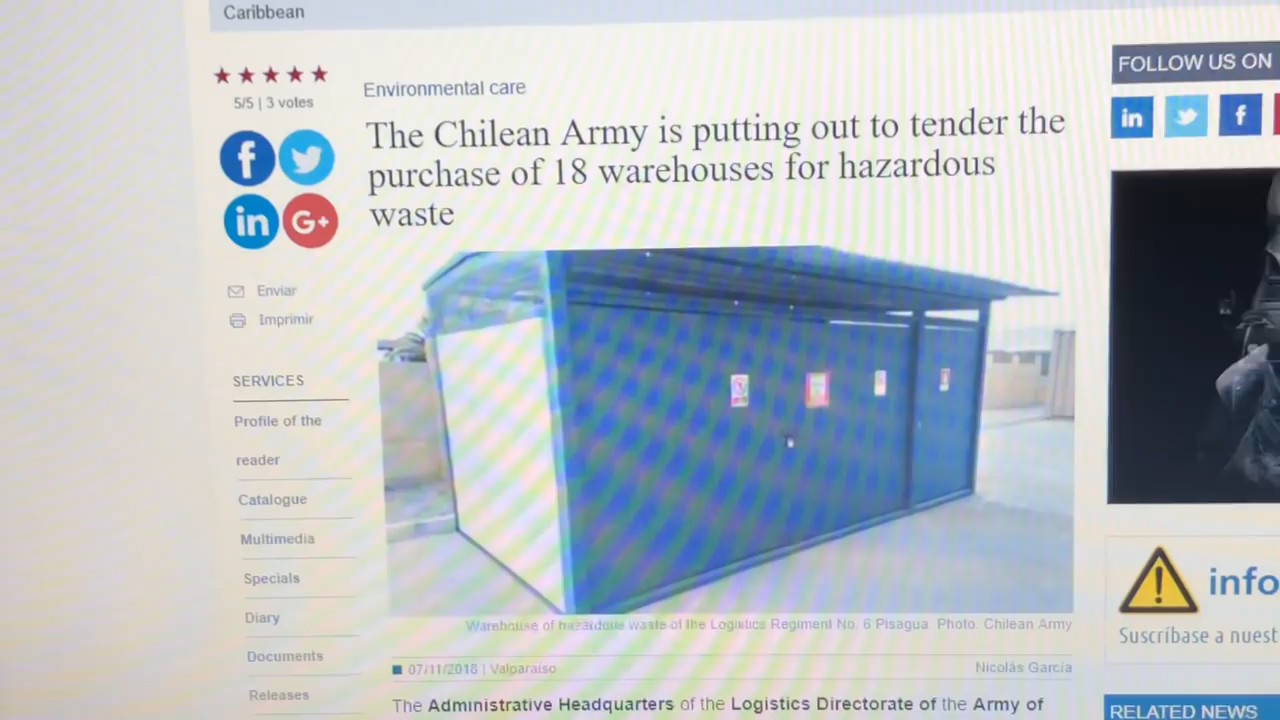 Caribbean
5/5 | 3 votes
Environmental care
The Chilean Army is putting out to tender the
purchase of 18 warehouses for hazardous
waste
f
in
G+
Enviar
Imprimir
SERVICES
Profile of the
reader
Catalogue
Multimedia
Specials
Diary
Documents
Releases
Warehouse of hazardous waste of the Logistics Regiment No. 6 Pisagua. Photo: Chilean Army
07/11/2018 | Valparaíso
Nicolás García
The Administrative Headquarters of the Logistics Directorate of the Army of
FOLLOW US ON
in
f
info
Suscríbase a nuest
RELATED NEWS